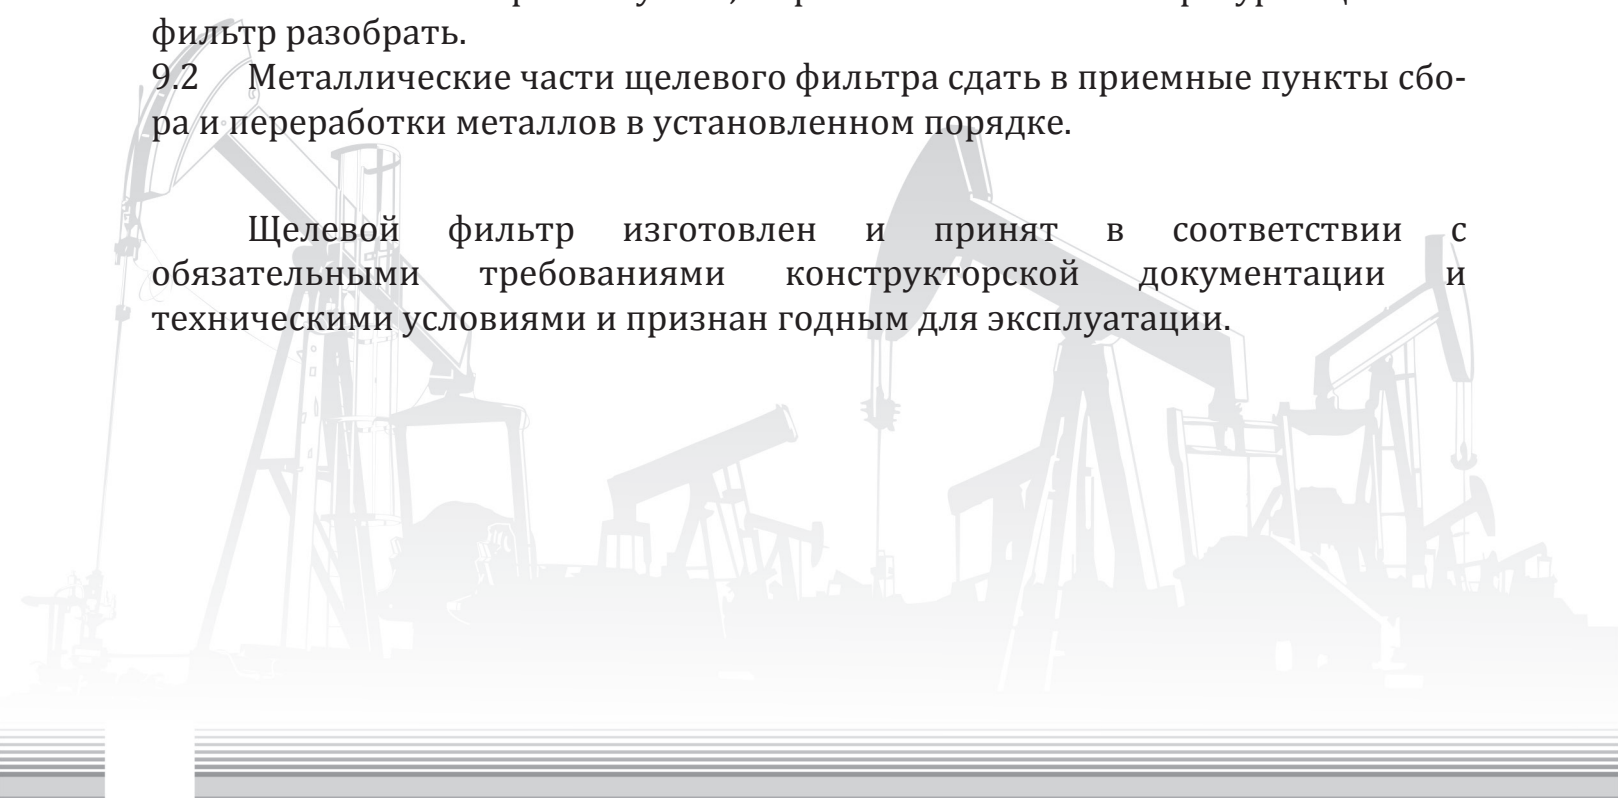 фильтр разобрать.
9.2 Металлические части щелевого фильтра сдать в приемные пункты сбо-
ра и переработки металлов в установленном порядке.
Щелевой фильтр изготовлен и принят в соответствии с
обязательными требованиями конструкторской документации и
техническими условиями и признан годным для эксплуатации.